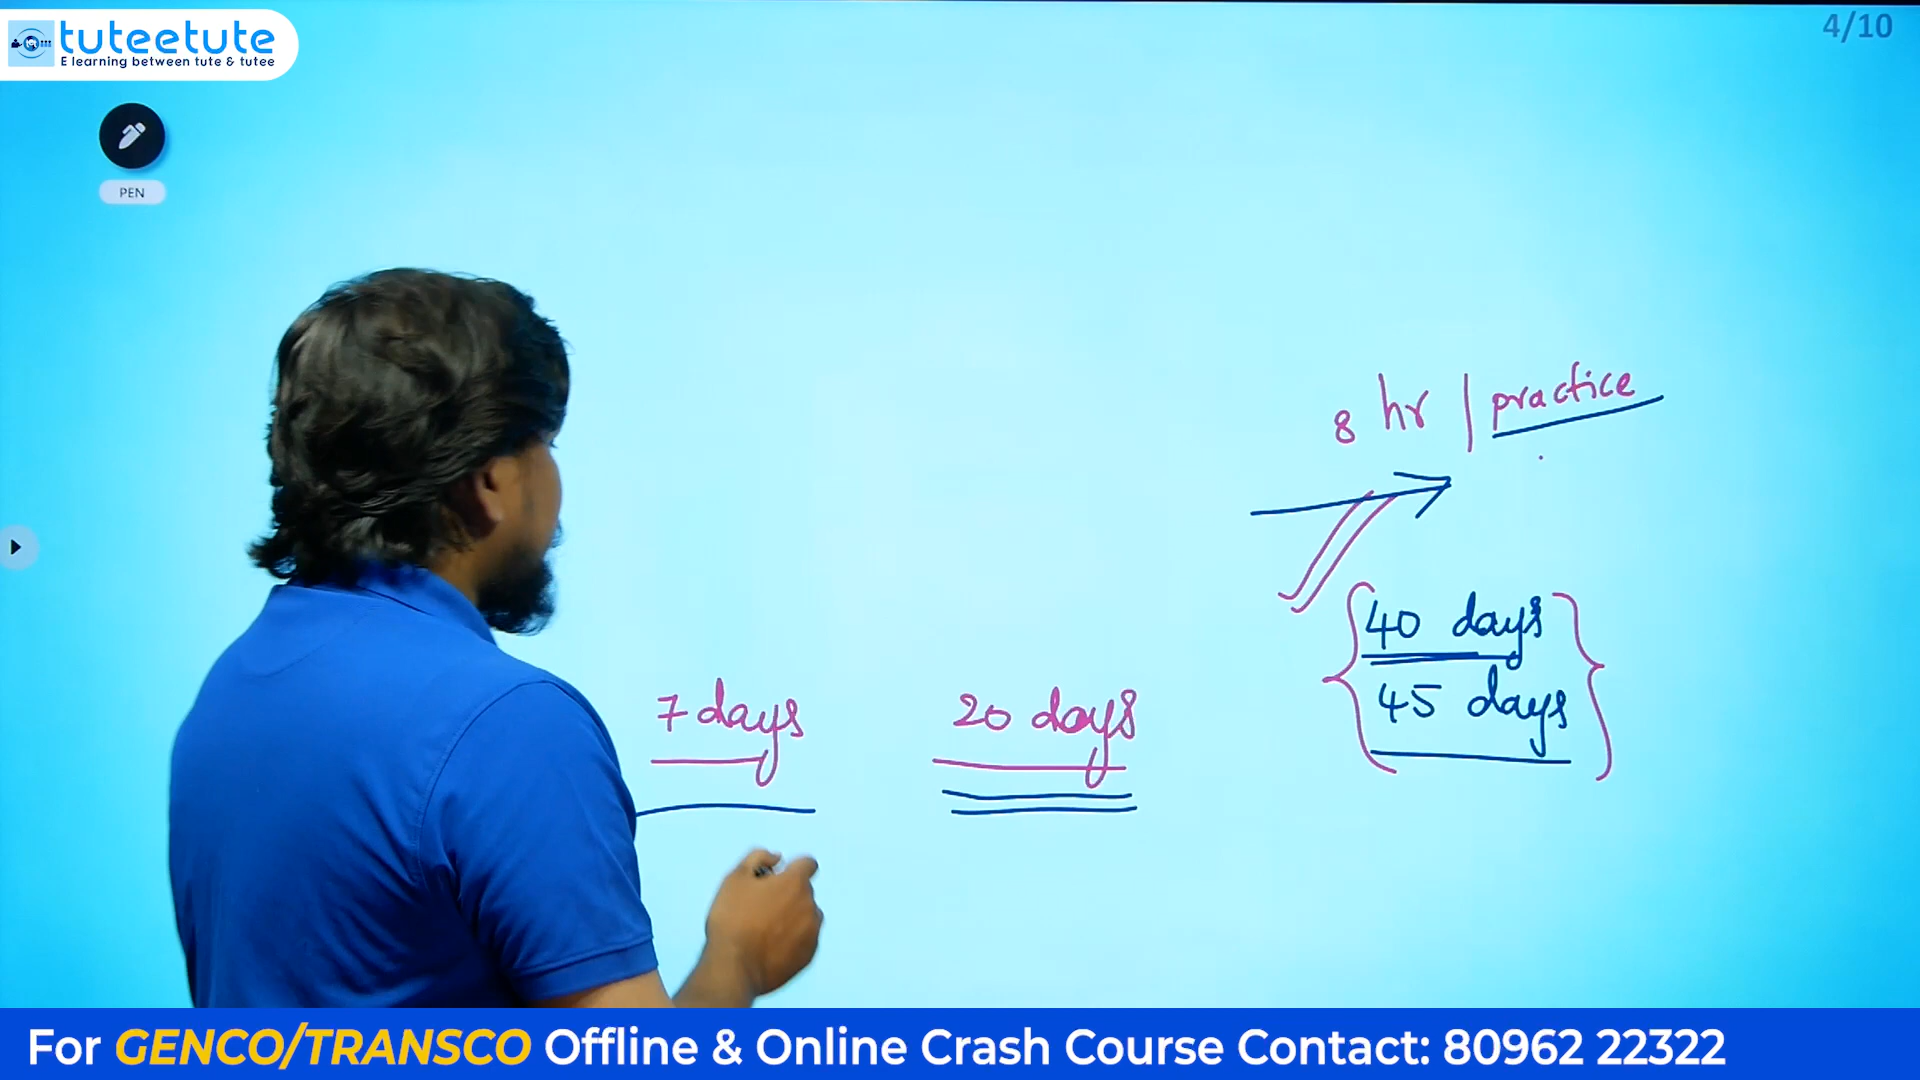 tuteetute
E learning between tute & tutee
4/10
PEN
8 hr | practice
40 days
45 days
7 days
20 days
For GENCO/TRANSCO Offline & Online Crash Course Contact: 80962 22322